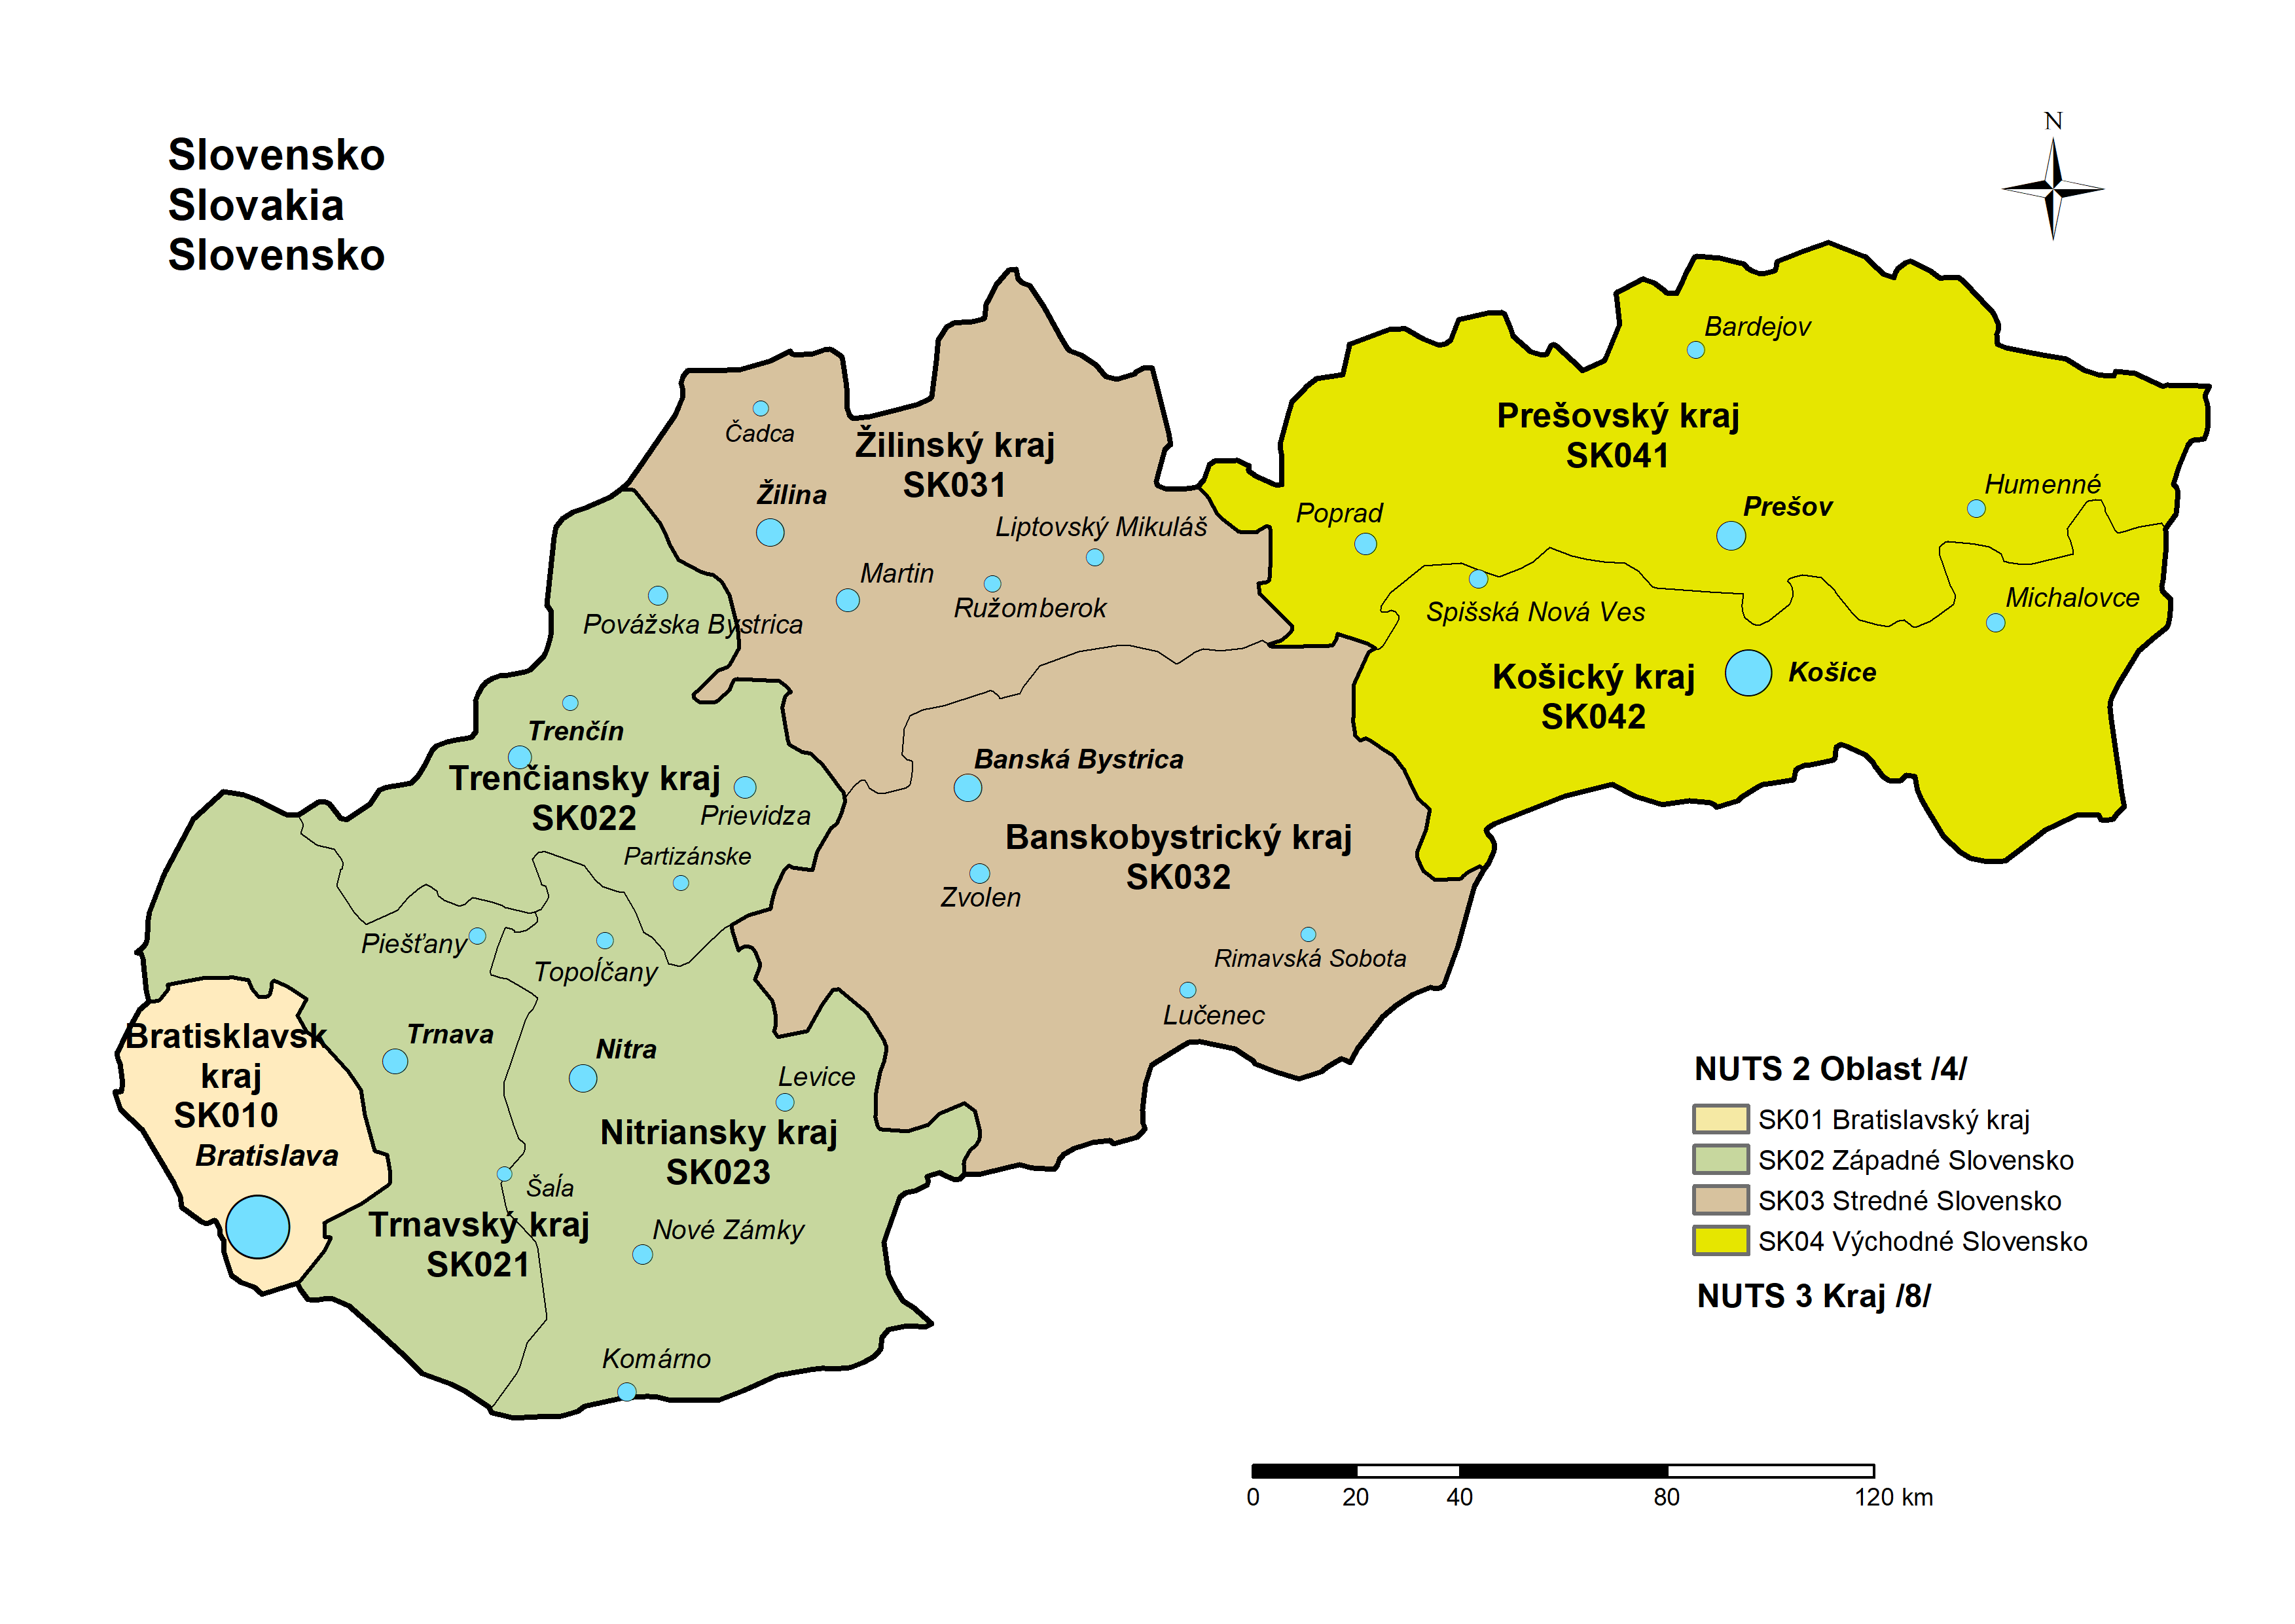 Slovensko
Slovakia
Slovensko
N
Bardejov
Prešovský kraj
SK041
Čadca
Žilinský kraj
SK031
Žilina
Humenné
Prešov
Poprad
Liptovský Mikuláš
Martin
Ružomberok
Spišská Nová Ves
Michalovce
Považska Bystrica
Košický kraj
SK042
Košice
Trenčín
Trenčiansky kraj
SK022
Prievidza
Partizánske
Banská Bystrica
Banskobystrický kraj
SK032
Zvolen
Rimavská Sobota
Lučenec
Piešťany
Topoĺčany
Bratisklavsk
kraj
SK010
Bratislava
Trnava
Nitra
Levice
Nitriansky kraj
SK023
Šaĺa
Trnavský kraj
SK021
Nové Zámky
Komárno
NUTS 2 Oblast /4/
SK01 Bratislavský kraj
SK02 Západné Slovensko
SK03 Stredné Slovensko
SK04 Východné Slovensko
NUTS 3 Kraj /8/
0 20 40 80 120 km